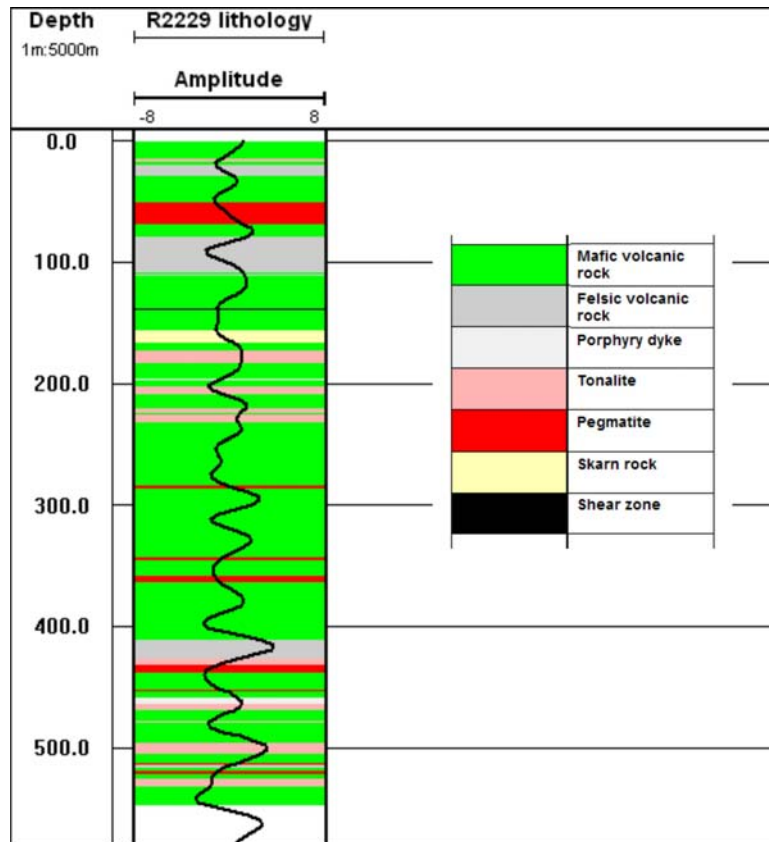 Depth
R2229 lithology
1m:5000m
Amplitude
-8
8
0.0
100.0
200.0
300.0
400.0
500.0
Mafic volcanic
rock
Felsic volcanic
rock
Porphyry dyke
Tonalite
Pegmatite
Skarn rock
Shear zone